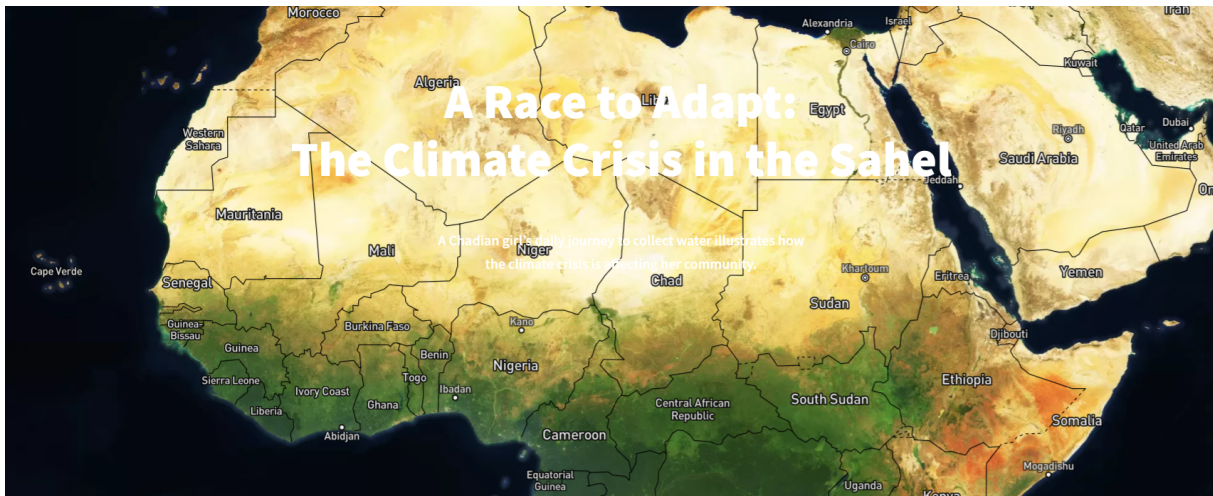 Morocco
Alexandria
Israel
Iran
Cairo
Kuwait
Algeria
Egypt
A Race to Adapt:
Western
Sahara
Riyadh
Qatar
Dubai
United Arab
Emirates
Saudi Arabia
The Climate Crisis in the Sahel
Jeddah
Mauritania
Mali
Niger
A Chadian girl's daily journey to collect water illustrates how
the climate crisis is affecting her community.
Cape Verde
Senegal
Chad
Khartoum
Eritrea
Yemen
Sudan
Guinea-
Bissau
Burkina Faso
Kano
Djibouti
Guinea
Benin
Nigeria
Sierra Leone
Ivory Coast
Togo
Ibadan
Ethiopia
Liberia
Ghana
Central African
Republic
South Sudan
Somalia
Abidjan
Cameroon
Mogadishu
Equatorial
Guinea
Uganda
Kenya